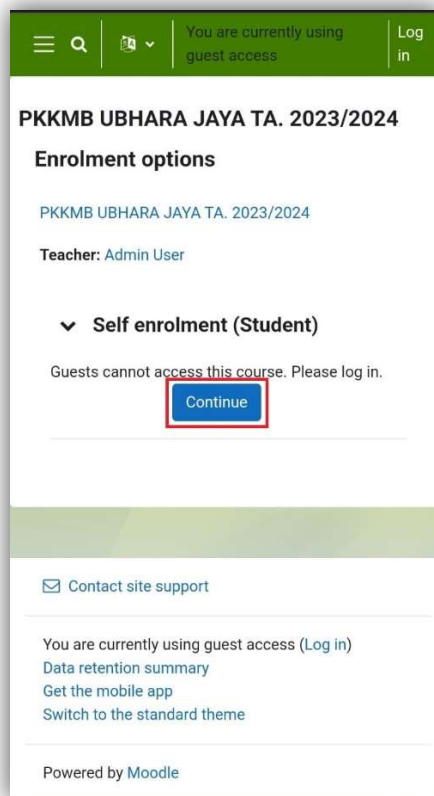 You are currently using
guest access
Log
in
PKKMB UBHARA JAYA TA. 2023/2024
Enrolment options
PKKMB UBHARA JAYA TA. 2023/2024
Teacher: Admin User
Self enrolment (Student)
Guests cannot access this course. Please log in.
Continue
Contact site support
You are currently using guest access (Log in)
Data retention summary
Get the mobile app
Switch to the standard theme
Powered by Moodle